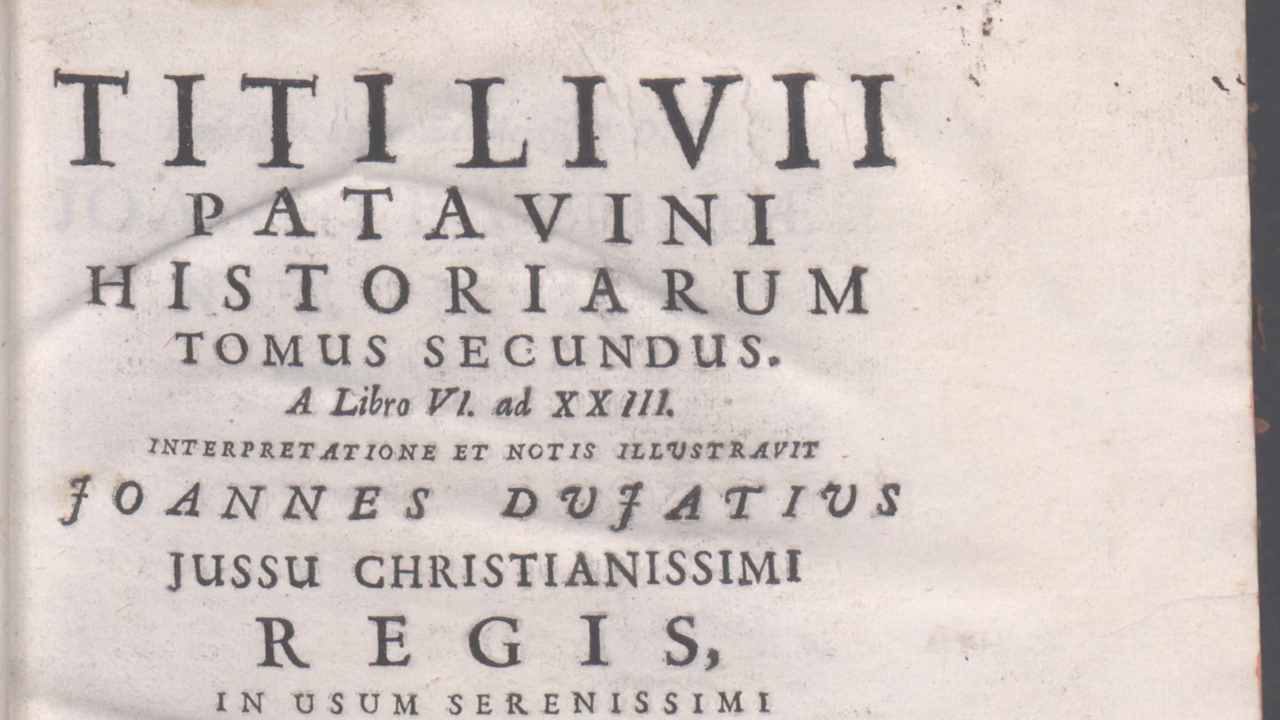 TITI LIVII
PATAVINI
HISTORIARUM
TOMUS SECUNDUS.
A Libro VI. ad XXIII.
INTERPRETATIONE ET NOTIS ILLUSTRAVIT
JOANNES DUJATIUS
JUSSU CHRISTIANISSIMI
REGIS,
IN USUM SERENISSIMI